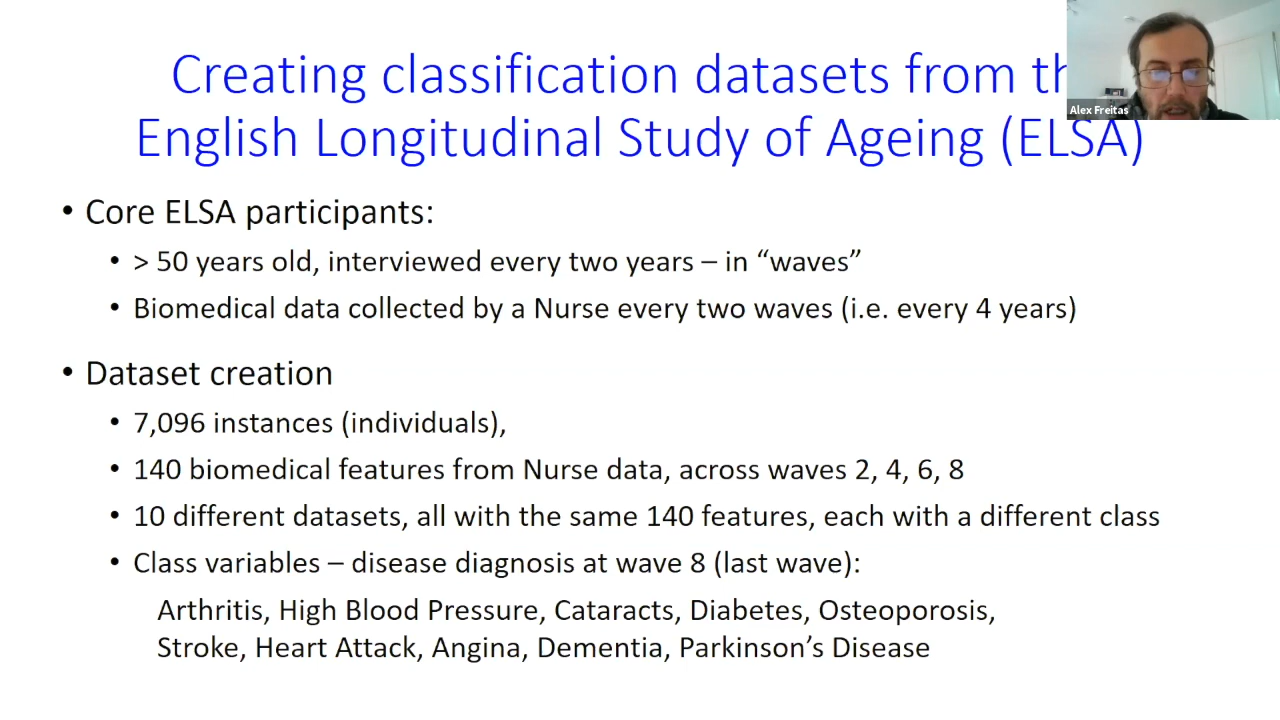 Creating classification datasets from th
English Longitudinal Study of Ageing (ELSA)
Alex Freitas
• Core ELSA participants:
• > 50 years old, interviewed every two years – in “waves”
• Biomedical data collected by a Nurse every two waves (i.e. every 4 years)
• Dataset creation
• 7,096 instances (individuals),
• 140 biomedical features from Nurse data, across waves 2, 4, 6, 8
• 10 different datasets, all with the same 140 features, each with a different class
• Class variables – disease diagnosis at wave 8 (last wave):
Arthritis, High Blood Pressure, Cataracts, Diabetes, Osteoporosis,
Stroke, Heart Attack, Angina, Dementia, Parkinson’s Disease